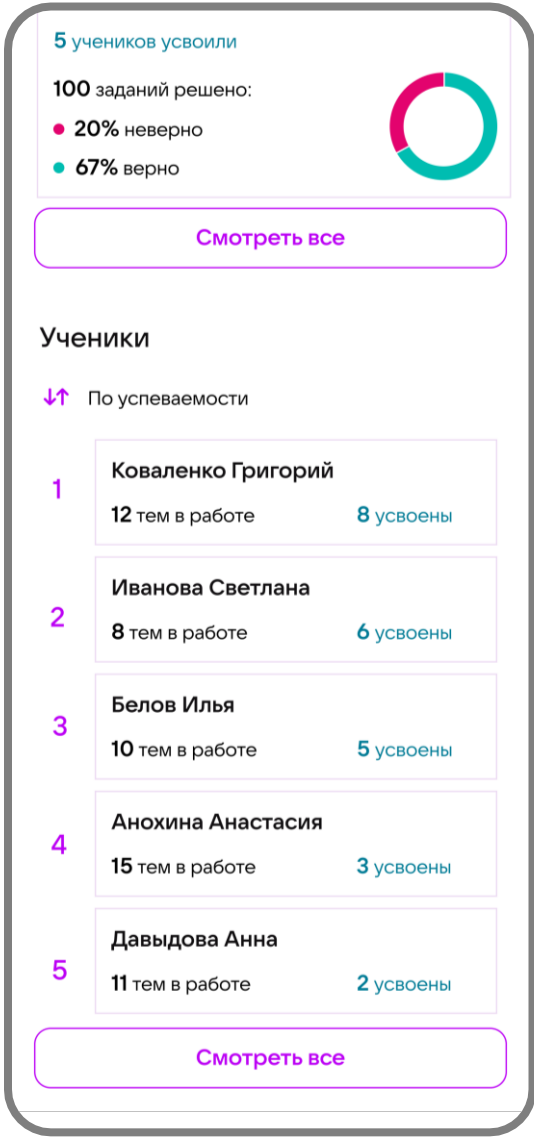 5 учеников усвоили
100 заданий решено:
20% неверно
67% верно
Смотреть все
Ученики
По успеваемости
1
Коваленко Григорий
12 тем в работе 8 усвоены
2
Иванова Светлана
8 тем в работе 6 усвоены
3
Белов Илья
10 тем в работе 5 усвоены
4
Анохина Анастасия
15 тем в работе 3 усвоены
5
Давыдова Анна
11 тем в работе 2 усвоены
Смотреть все